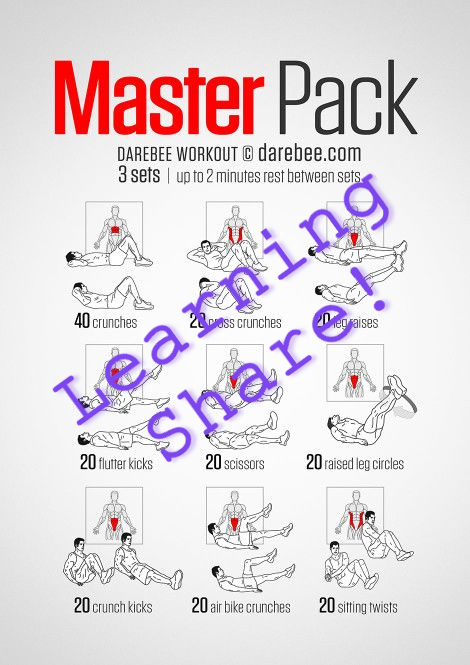 Master Pack
DAREBEE WORKOUT © darebee.com
3 sets | up to 2 minutes rest between sets
Learning
Share!
40 crunches
20 cross crunches
20 leg raises
20 flutter kicks
20 scissors
20 raised leg circles
20 crunch kicks
20 air bike crunches
20 sitting twists